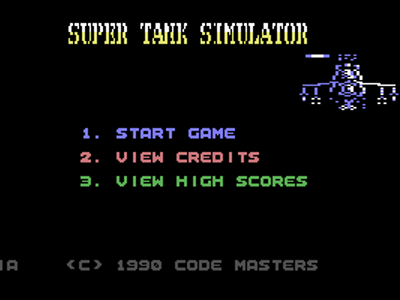 SUPER TANK SIMULATOR
1. START GAME
2. VIEW CREDITS
3. VIEW HIGH SCORES
<C> 1990 CODE MASTERS